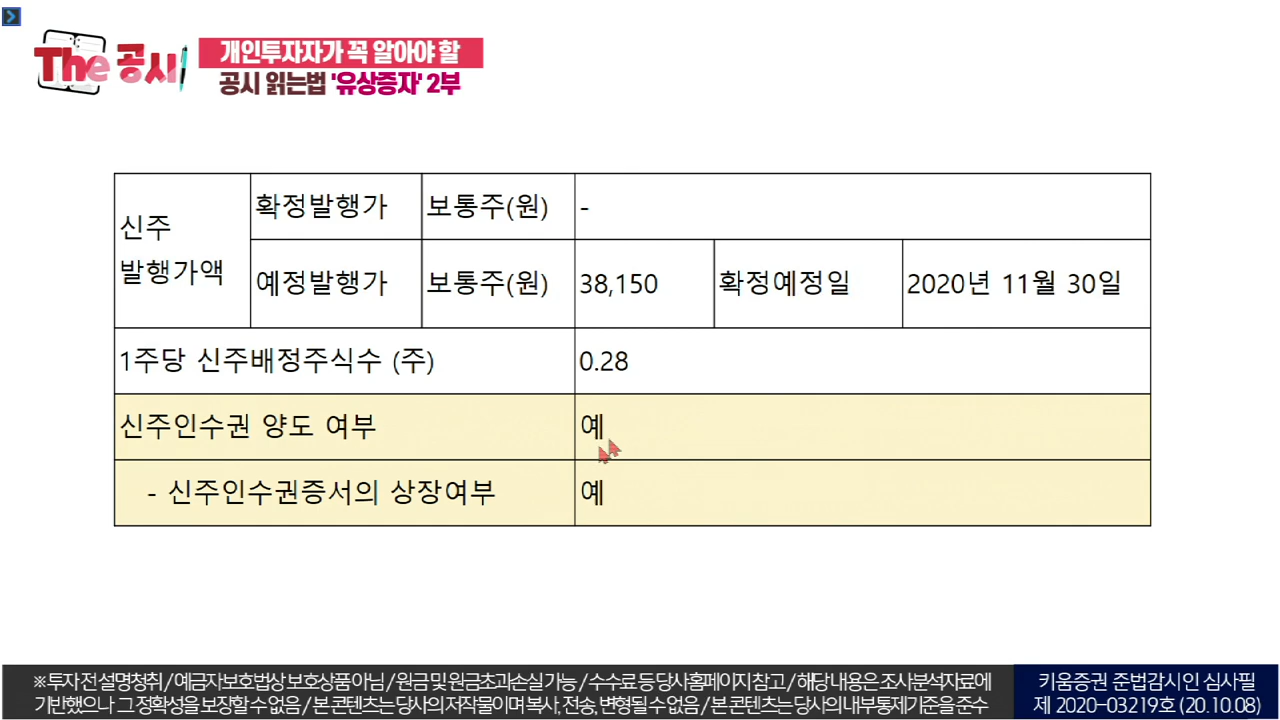 The 공시
개인투자자가 꼭 알아야 할
공시 읽는법 '유상증자' 2부
신주
발행가액
확정발행가
보통주(원)
-
예정발행가
보통주(원)
38,150
확정예정일
2020년 11월 30일
1주당 신주배정주식수 (주)
0.28
신주인수권 양도 여부
예
- 신주인수권증서의 상장여부
예
※투자 전 설명청취 / 예금자보호법상 보호상품 아님 / 원금 및 원금초과손실 가능 / 수수료 등 당사홈페이지 참고 / 해당 내용은 조사분석자료에
기반했으나 그 정확성을 보장할 수 없음 / 본 콘텐츠는 당사의 저작물이며 복사, 전송, 변형될 수 없음 / 본 콘텐츠는 당사의 내부통제기준을 준수
키움증권 준법감시인 심사필
제 2020-03219호 (20.10.08)